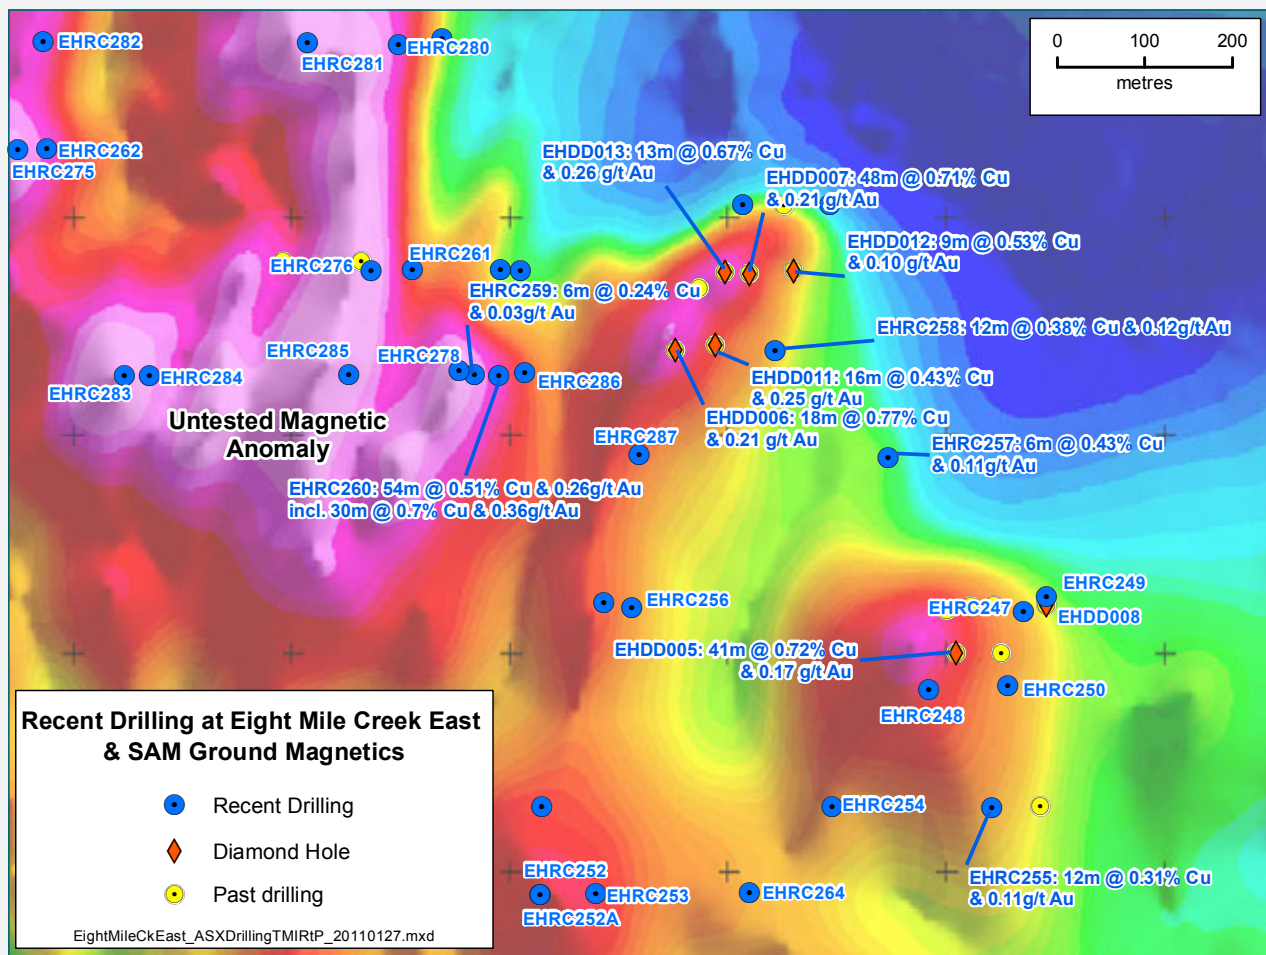 EHRC282
EHRC281
EHRC280
0 100 200
metres
EHRC262
EHRC275
EHDD013: 13m @ 0.67% Cu
& 0.26 g/t Au
EHDD007: 48m @ 0.71% Cu
& 0.21 g/t Au
EHDD012: 9m @ 0.53% Cu
& 0.10 g/t Au
EHRC276
EHRC261
EHRC259: 6m @ 0.24% Cu
& 0.03g/t Au
EHRC258: 12m @ 0.38% Cu & 0.12g/t Au
EHRC283
EHRC284
EHRC285
EHRC278
EHRC286
EHDD011: 16m @ 0.43% Cu
& 0.25 g/t Au
EHDD006: 18m @ 0.77% Cu
& 0.21 g/t Au
Untested Magnetic
Anomaly
EHRC287
EHRC257: 6m @ 0.43% Cu
& 0.11g/t Au
EHRC260: 54m @ 0.51% Cu & 0.26g/t Au
incl. 30m @ 0.7% Cu & 0.36g/t Au
EHRC256
EHRC249
EHRC247
EHDD008
EHDD005: 41m @ 0.72% Cu
& 0.17 g/t Au
EHRC250
EHRC248
EHRC254
EHRC255: 12m @ 0.31% Cu
& 0.11g/t Au
EHRC252
EHRC253
EHRC252A
EHRC264
Recent Drilling at Eight Mile Creek East
& SAM Ground Magnetics
Recent Drilling
Diamond Hole
Past drilling
EightMileCkEast_ASXDrillingTMIRtP_20110127.mxd